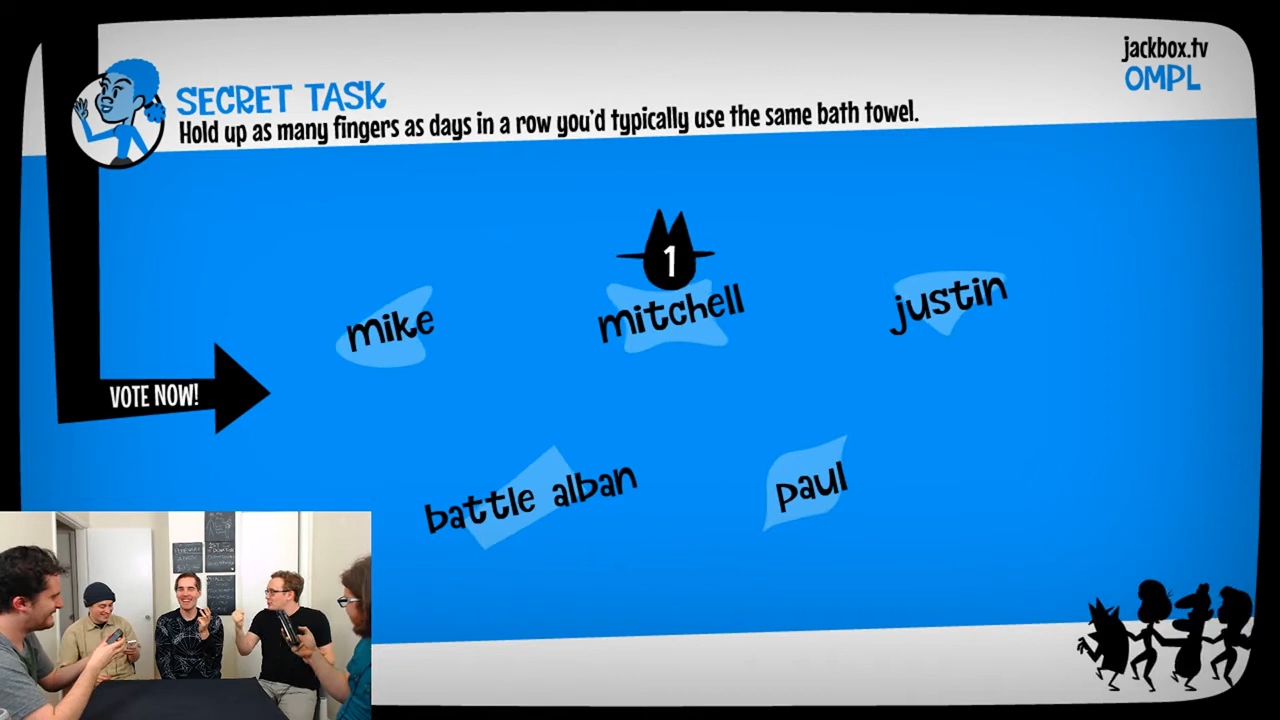 jackbox.tv
OMPL
SECRET TASK
Hold up as many fingers as days in a row you'd typically use the same bath towel.
1
mike
mitchell
justin
VOTE NOW!
battle alban
paul